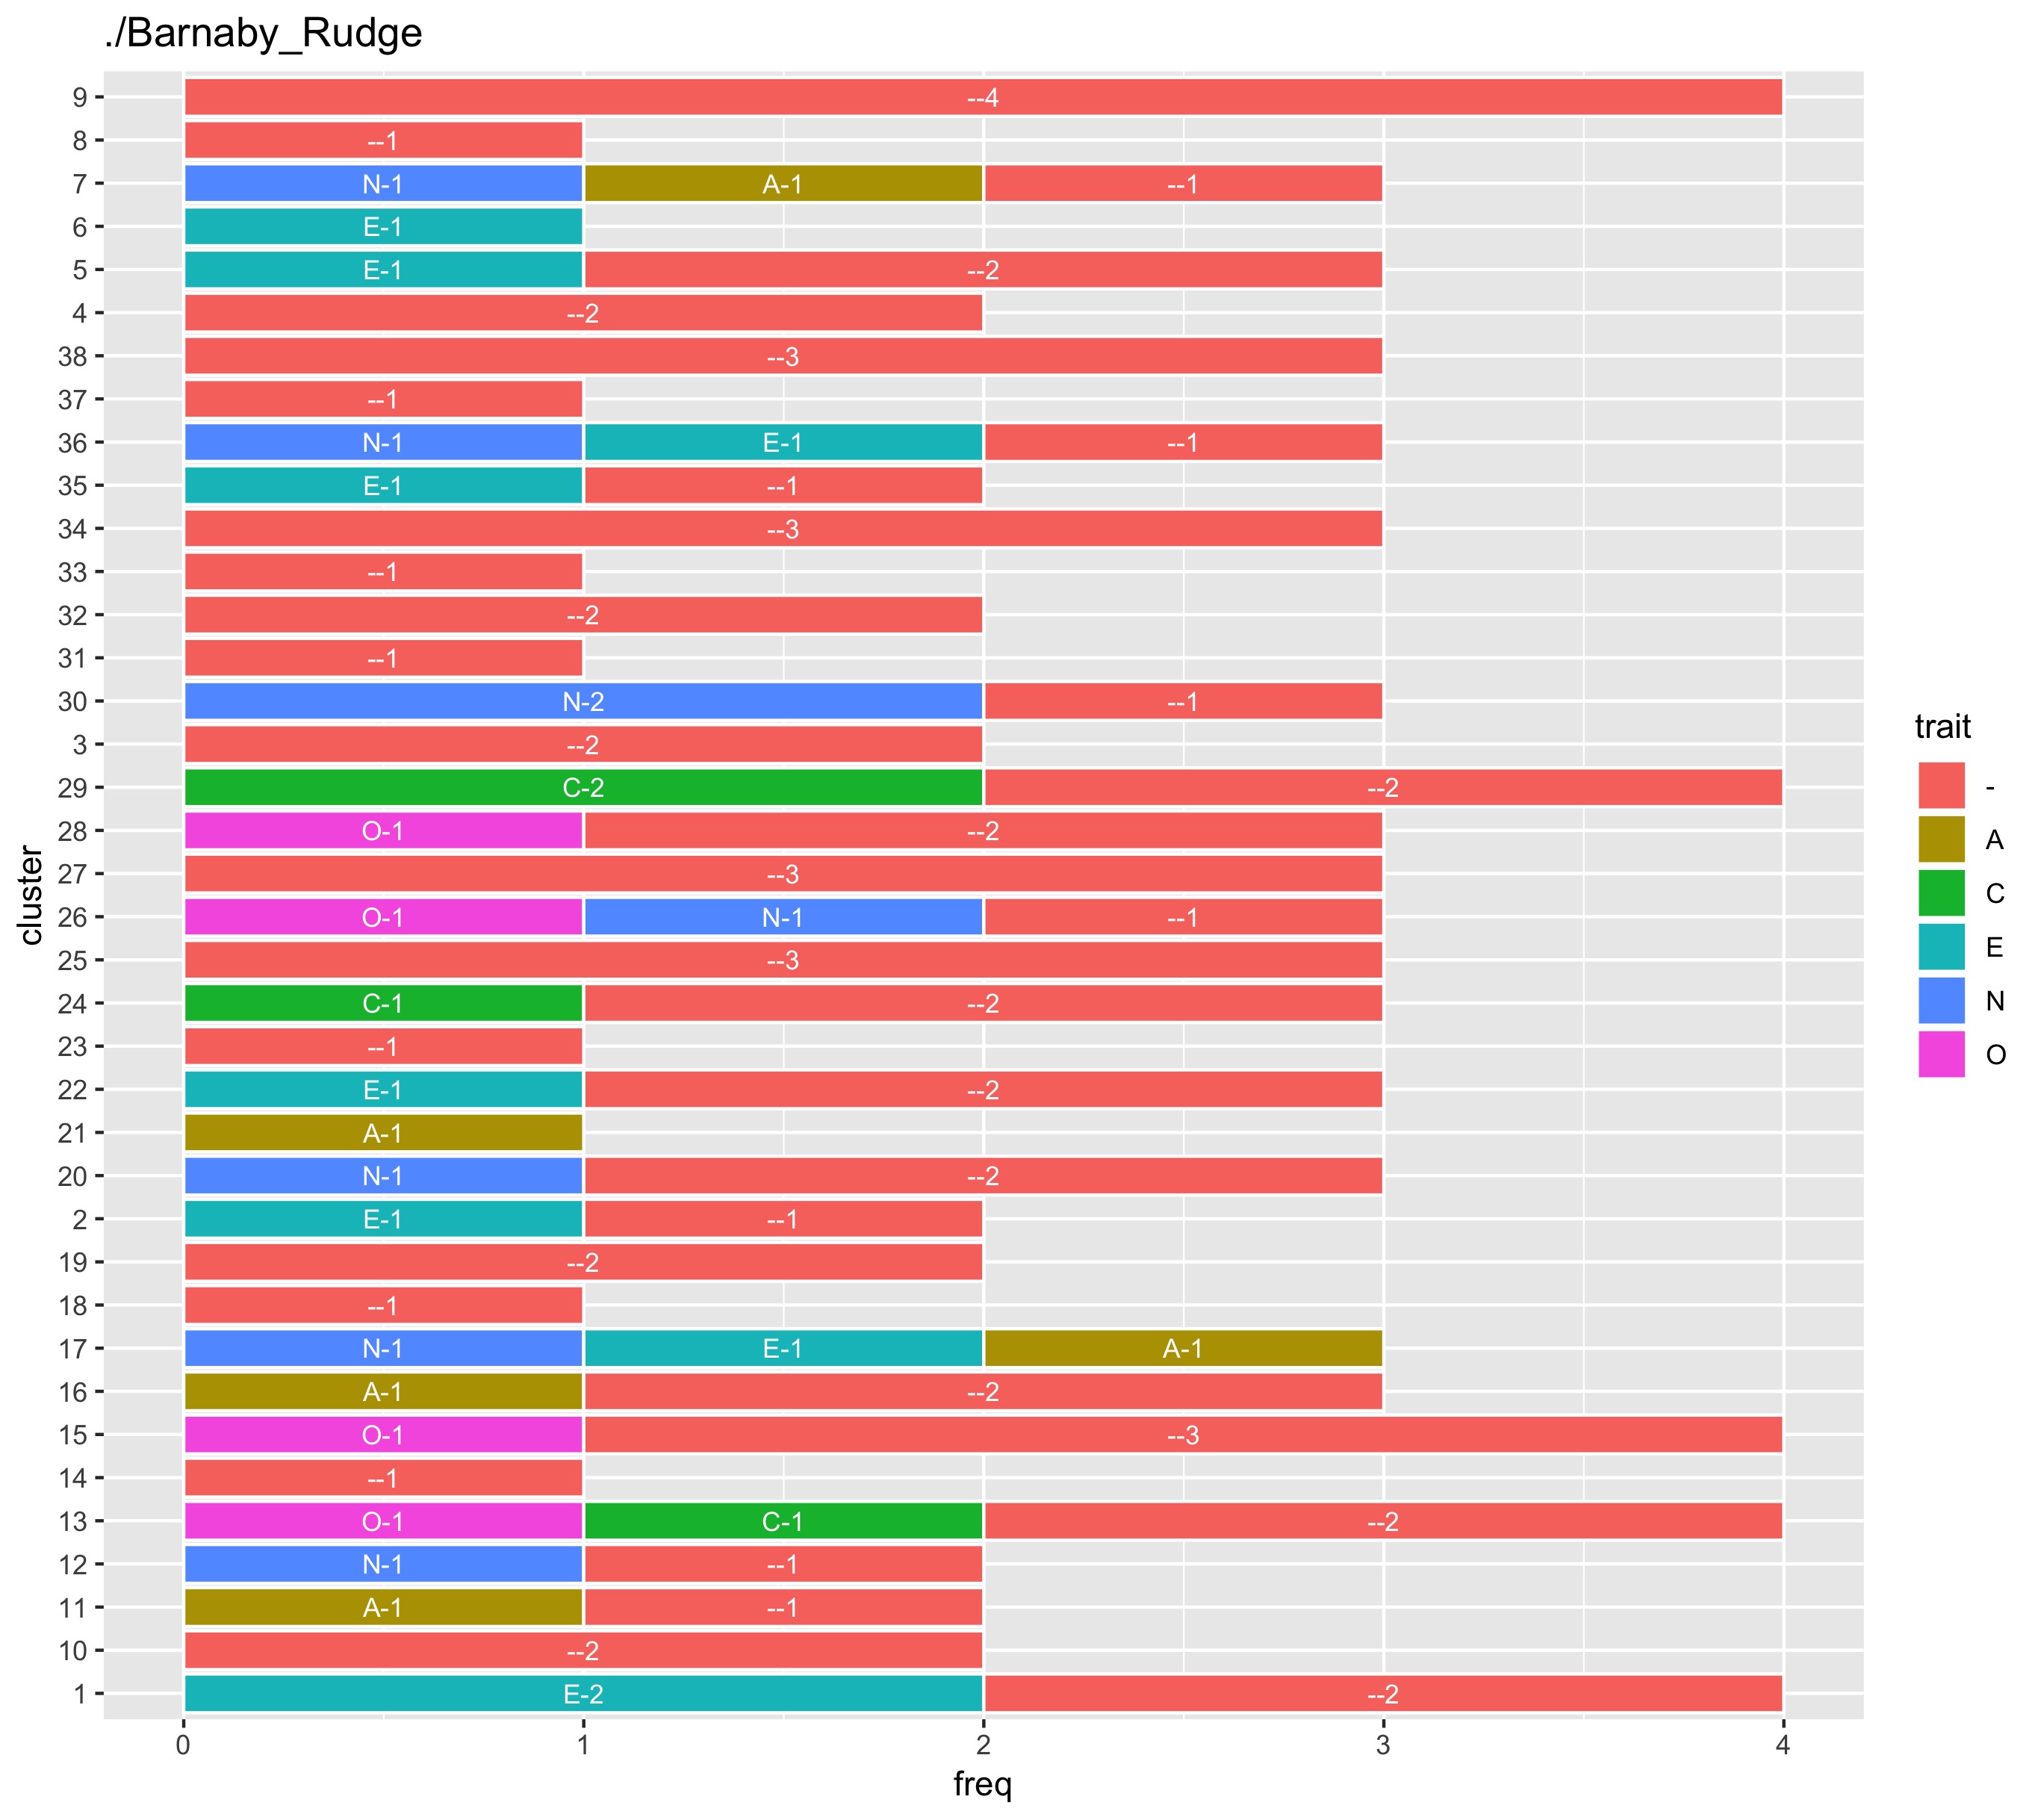 ./Barnaby_Rudge
9 --4
8 --1
7 N-1 A-1 --1
6 E-1
5 E-1 --2
4 --2
38 --3
37 --1
36 N-1 E-1 --1
35 E-1 --1
34 --3
33 --1
32 --2
31 --1
30 N-2 --1
3 --2
29 C-2 --2
28 O-1 --2
27 --3
26 O-1 N-1 --1
25 --3
24 C-1 --2
23 --1
22 E-1 --2
21 A-1
20 N-1 --2
2 E-1 --1
19 --2
18 --1
17 N-1 E-1 A-1
16 A-1 --2
15 O-1 --3
14 --1
13 O-1 C-1 --2
12 N-1 --1
11 A-1 --1
10 --2
1 E-2 --2
0 1 2 3 4
freq
cluster
trait
-
A
C
E
N
O